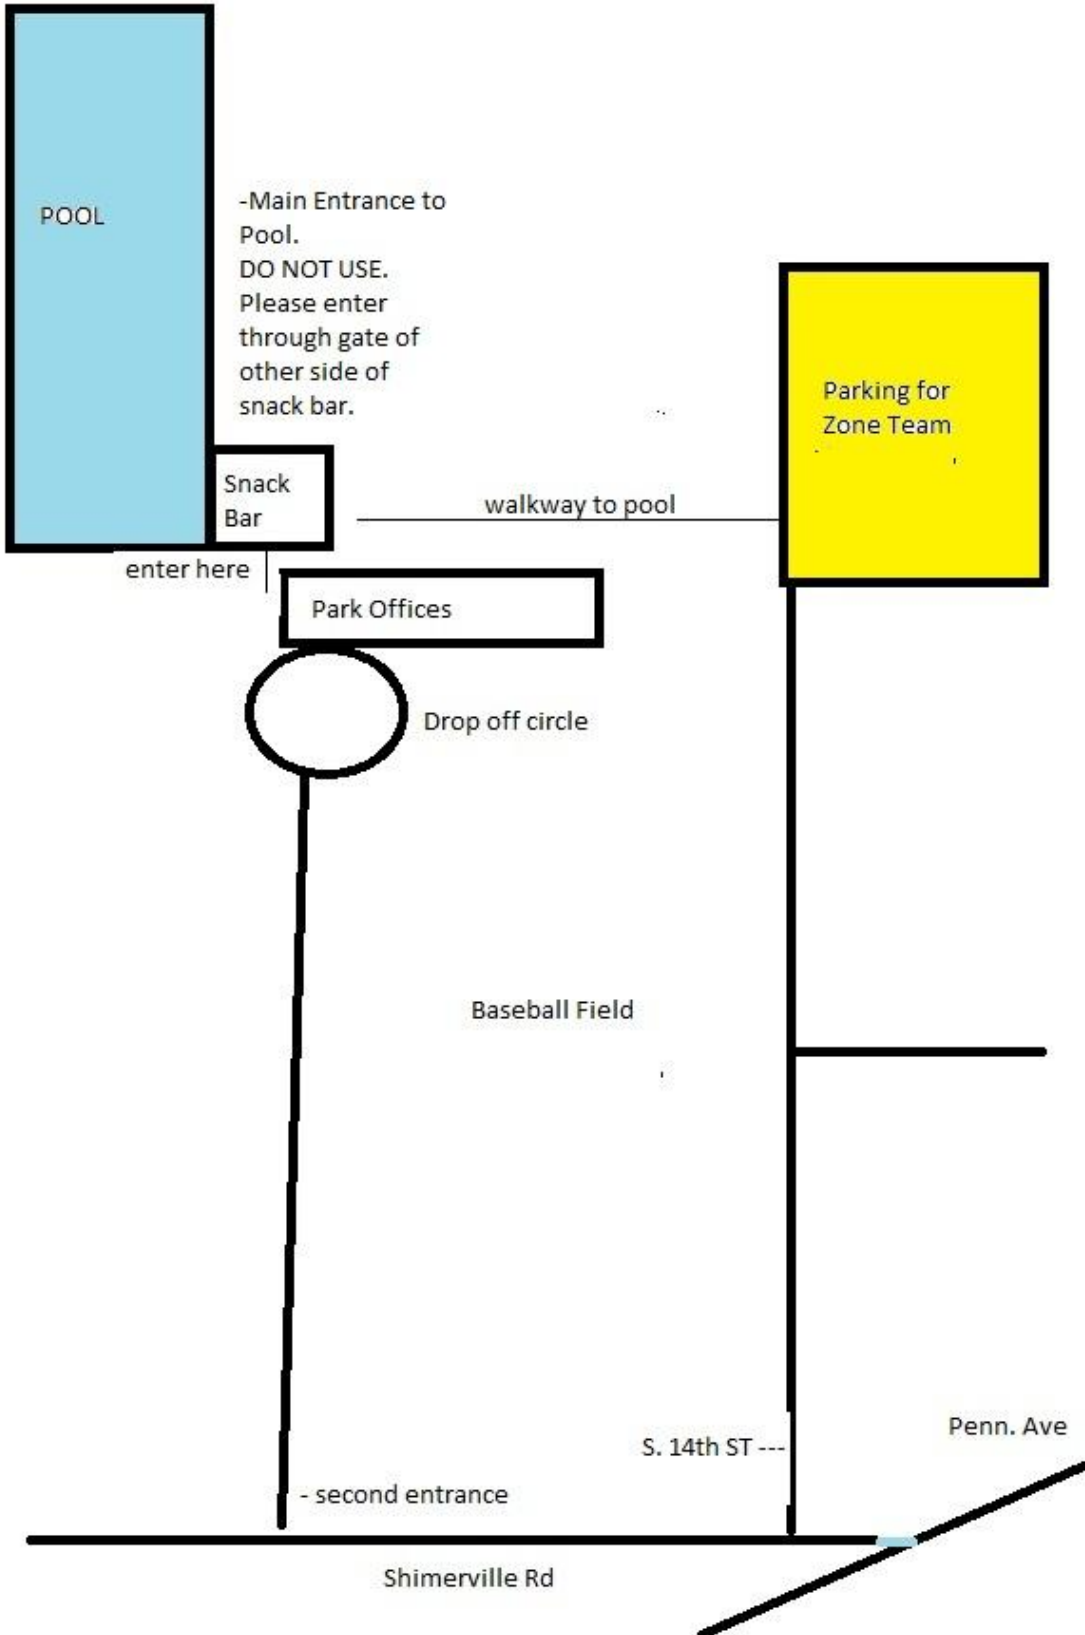 POOL
-Main Entrance to
Pool.
DO NOT USE.
Please enter
through gate of
other side of
snack bar.
Parking for
Zone Team
Snack
Bar
walkway to pool
enter here
Park Offices
Drop off circle
Baseball Field
Penn. Ave
S. 14th ST ---
- second entrance
Shimerville Rd